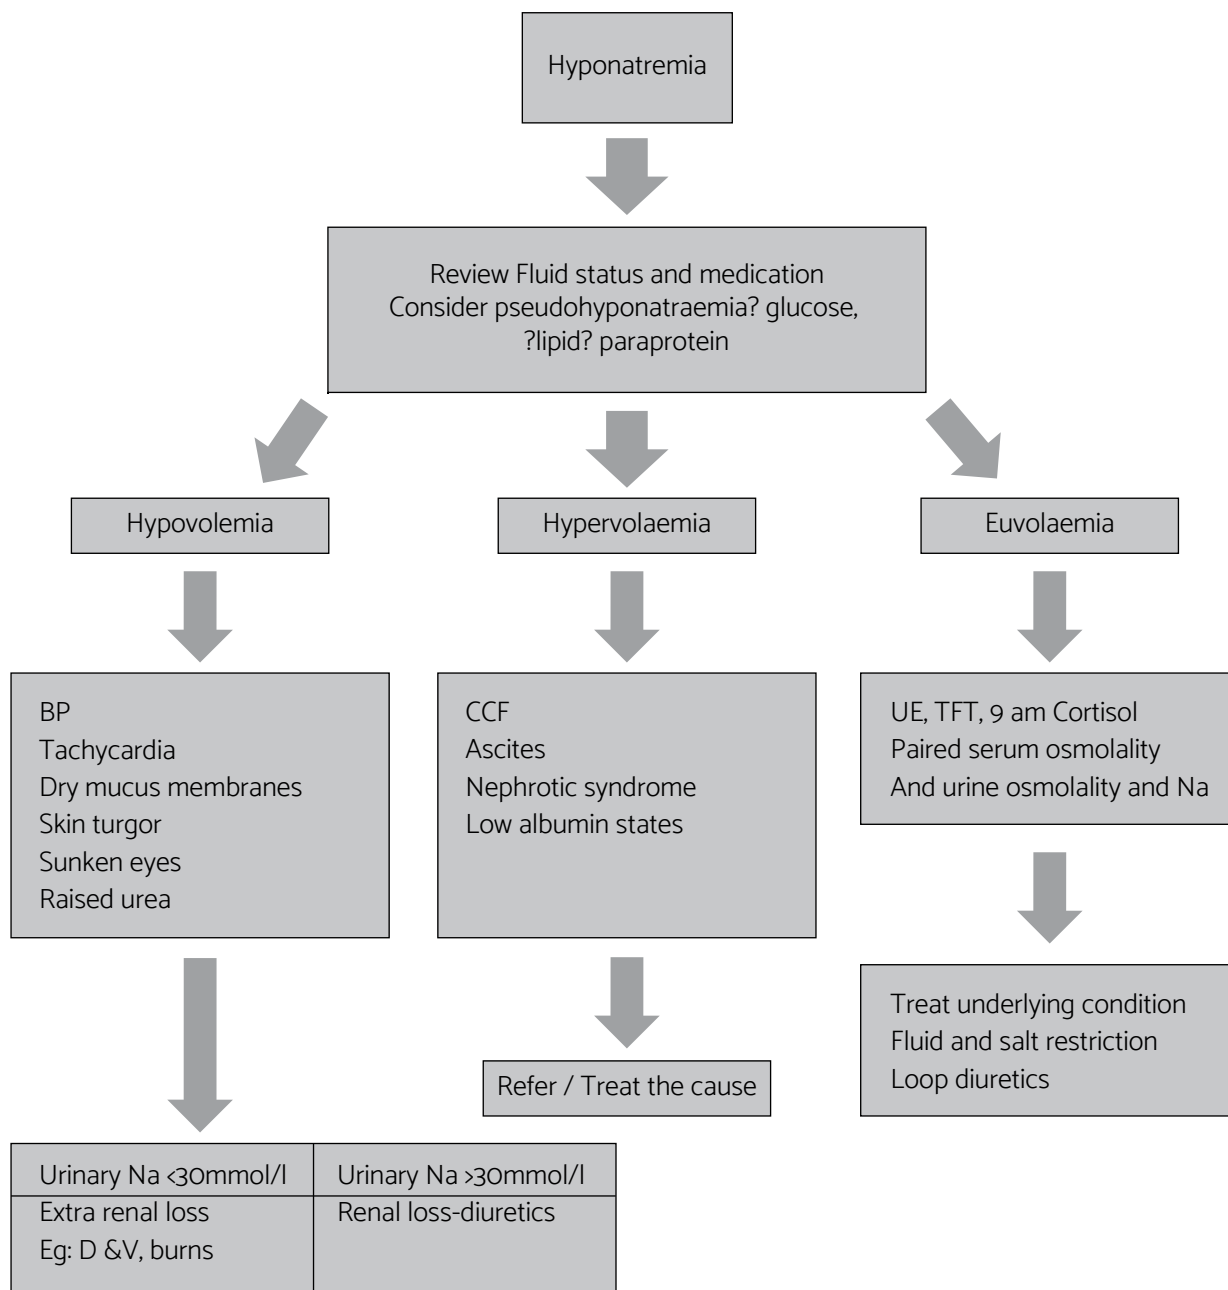 Hyponatremia
Review Fluid status and medication
Consider pseudohyponatraemia? glucose,
?lipid? paraprotein
Hypovolemia
Hypervolaemia
Euvolaemia
BP
Tachycardia
Dry mucus membranes
Skin turgor
Sunken eyes
Raised urea
CCF
Ascites
Nephrotic syndrome
Low albumin states
UE, TFT, 9 am Cortisol
Paired serum osmolality
And urine osmolality and Na
Refer / Treat the cause
Treat underlying condition
Fluid and salt restriction
Loop diuretics
Urinary Na <30mmol/l
Urinary Na >30mmol/l
Extra renal loss
Eg: D &V, burns
Renal loss-diuretics